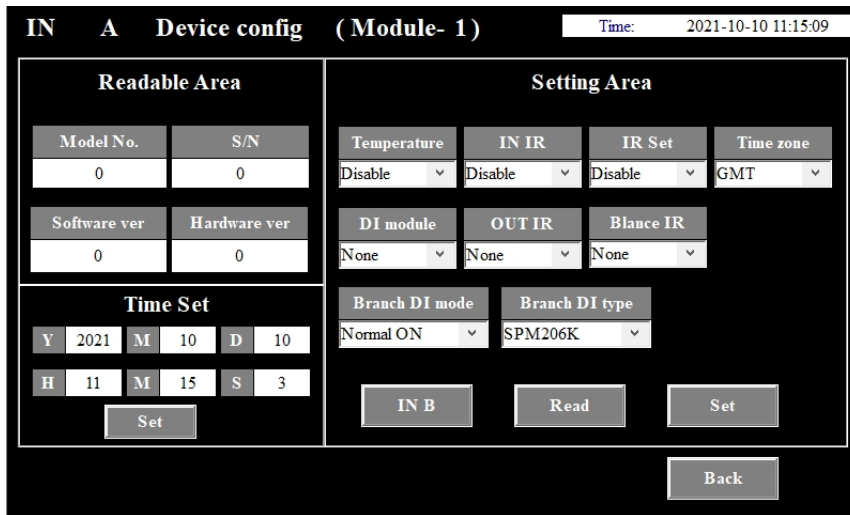 IN A Device config ( Module- 1 ) Time: 2021-10-10 11:15:09
Readable Area
Model No. S/N
0 0
Software ver Hardware ver
0 0
Time Set
Y 2021 M 10 D 10
H 11 M 15 S 3
Set
Setting Area
Temperature IN IR IR Set Time zone
Disable Disable Disable GMT
DI module OUT IR Blance IR
None None None
Branch DI mode Branch DI type
Normal ON SPM206K
IN B Read Set
Back